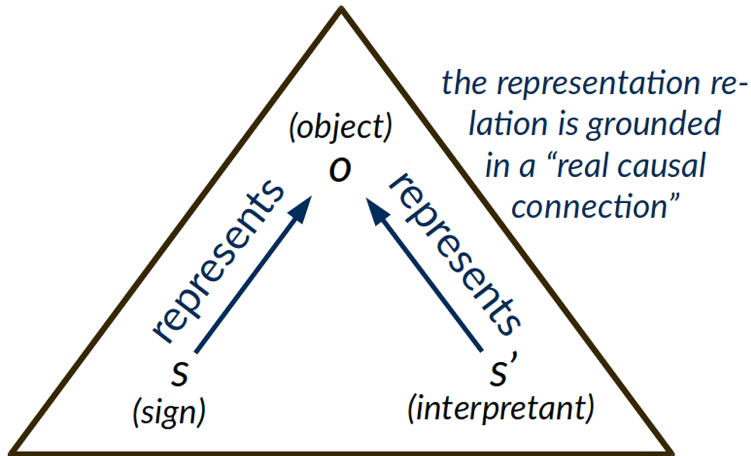 the representation re-
lation is grounded
in a “real causal
connection”
(object)
o
represents
represents
s
s’
(sign)
(interpretant)